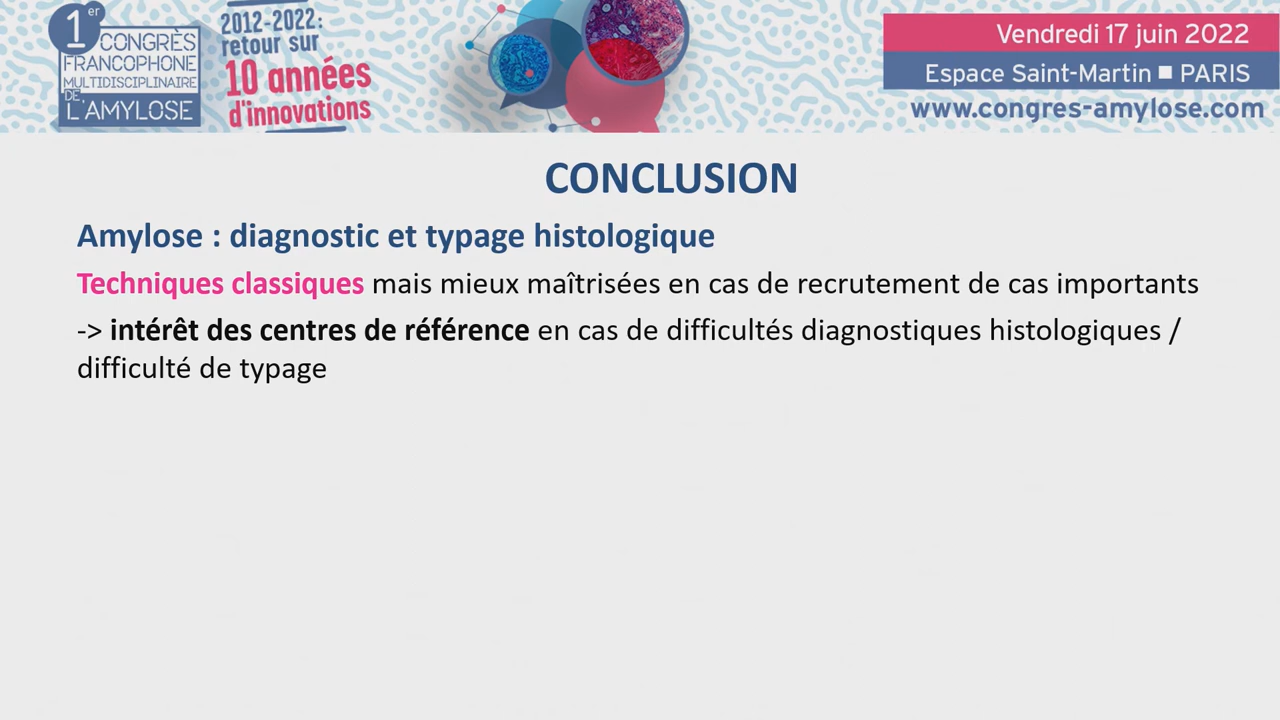 1er CONGRÈS
FRANCOPHONE
MULTIDISCIPLINAIRE
DE
L'AMYLOSE
2012-2022:
retour sur
10 années
d'innovations
Vendredi 17 juin 2022
Espace Saint-Martin ■ PARIS
www.congres-amylose.com
CONCLUSION
Amylose : diagnostic et typage histologique
Techniques classiques mais mieux maîtrisées en cas de recrutement de cas importants
-> intérêt des centres de référence en cas de difficultés diagnostiques histologiques /
difficulté de typage